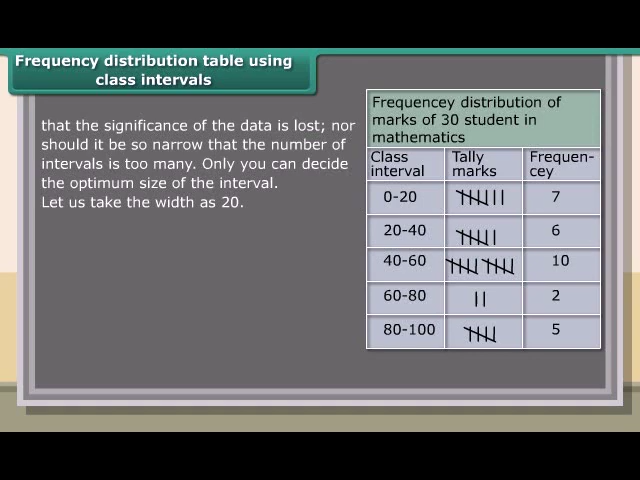 Frequency distribution table using
class intervals
that the significance of the data is lost; nor
should it be so narrow that the number of
intervals is too many. Only you can decide
the optimum size of the interval.
Let us take the width as 20.
Frequencey distribution of
marks of 30 student in
mathematics
Class interval Tally marks Frequen-cey
0-20 7
20-40 6
40-60 10
60-80 2
80-100 5